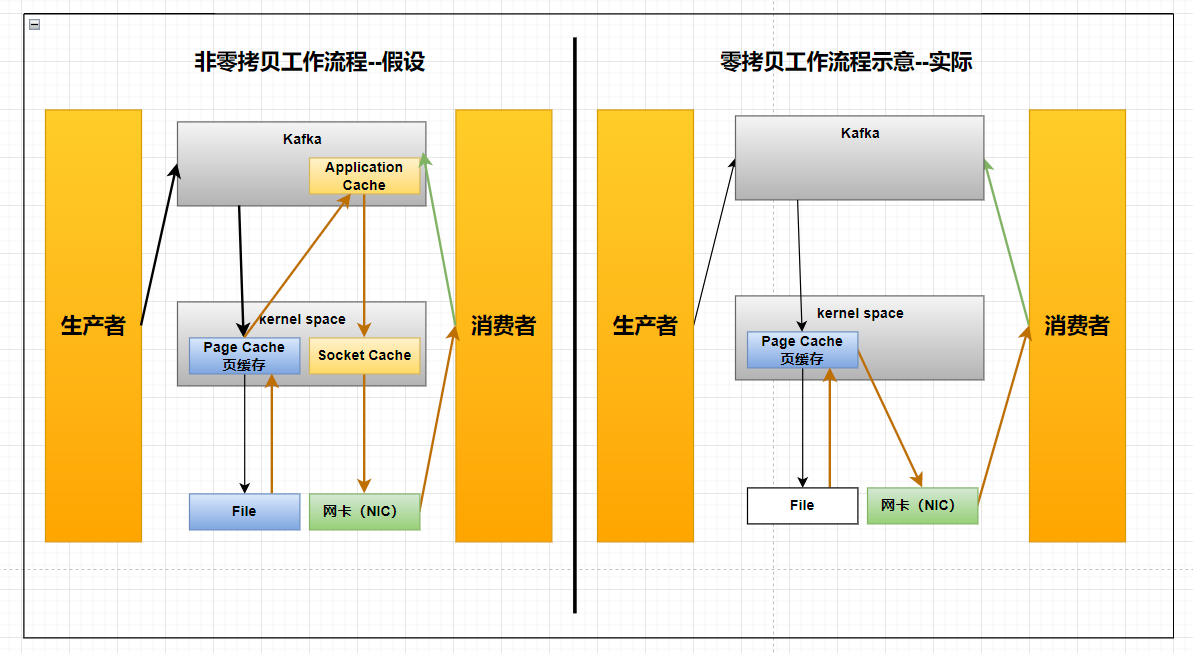 非零拷贝工作流程--假设
生产者
Kafka
Application
Cache
kernel space
Page Cache
页缓存
Socket Cache
File
网卡（NIC）
消费者
零拷贝工作流程示意--实际
生产者
Kafka
kernel space
Page Cache
页缓存
File
网卡（NIC）
消费者